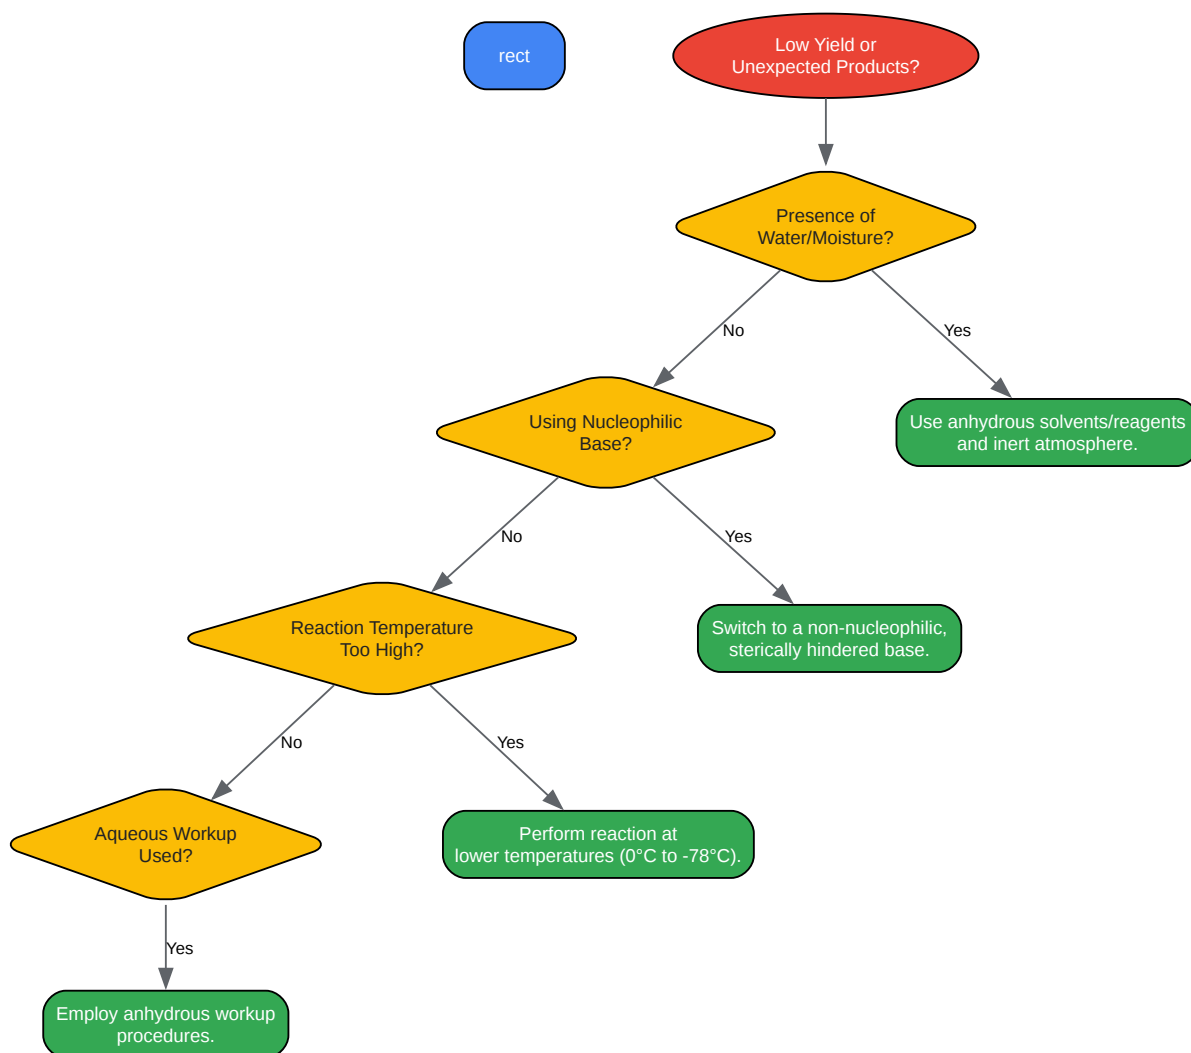 rect
Low Yield or
Unexpected Products?
Presence of
Water/Moisture?
No
Yes
Using Nucleophilic
Base?
Use anhydrous solvents/reagents
and inert atmosphere.
No
Yes
Reaction Temperature
Too High?
Switch to a non-nucleophilic,
sterically hindered base.
No
Yes
Aqueous Workup
Used?
Perform reaction at
lower temperatures (0°C to -78°C).
Yes
Employ anhydrous workup
procedures.